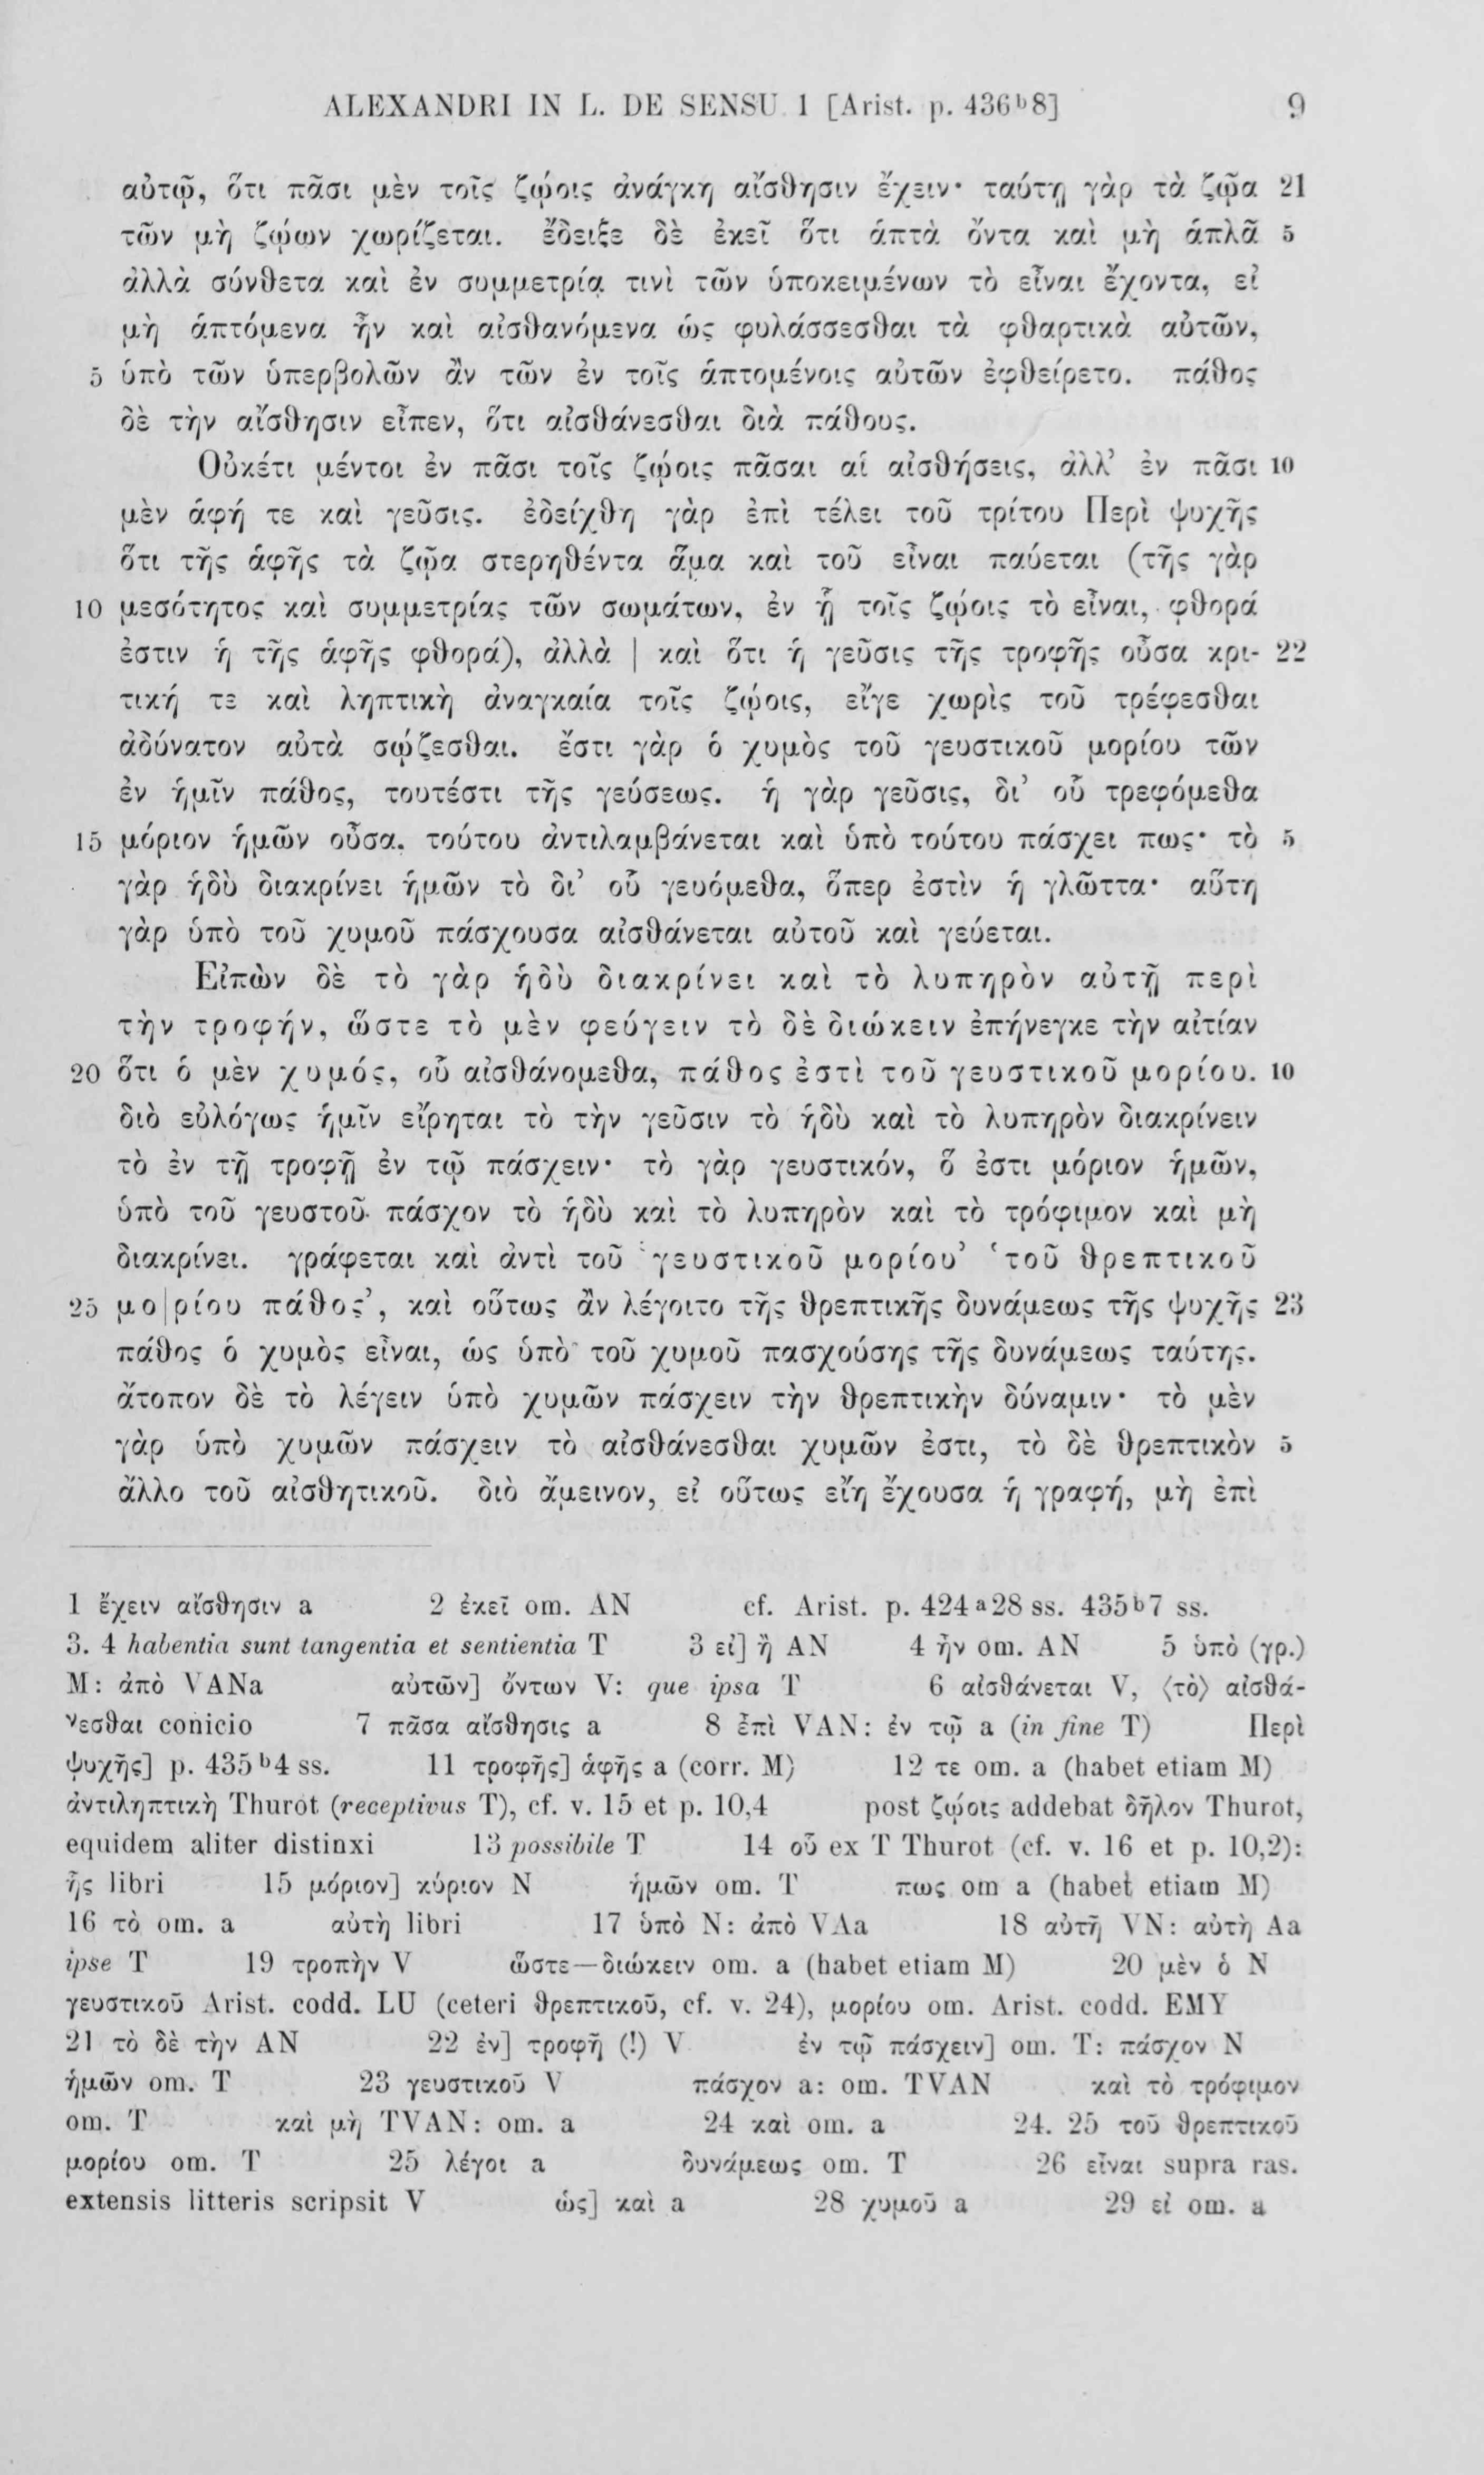 ALEXANDRI IN L. DE SENSU 1 [Arist. p. 436ᵇ8] 9
αὐτῷ, ὅτι πᾶσι μὲν τοῖς ζῴοις ἀνάγκη αἴσθησιν ἔχειν· ταύτῃ γὰρ τὰ ζῷα 21
τῶν μὴ ζῴων χωρίζεται. ἔδειξε δὲ ἐκεῖ ὅτι ἁπτὰ ὄντα καὶ μὴ ἁπλᾶ 5
ἀλλὰ σύνθετα καὶ ἐν συμμετρίᾳ τινὶ τῶν ὑποκειμένων τὸ εἶναι ἔχοντα, εἰ
μὴ ἁπτόμενα ἦν καὶ αἰσθανόμενα ὡς φυλάσσεσθαι τὰ φθαρτικὰ αὐτῶν,
5 ὑπὸ τῶν ὑπερβολῶν ἂν τῶν ἐν τοῖς ἁπτομένοις αὐτῶν ἐφθείρετο. πάθος
δὲ τὴν αἴσθησιν εἶπεν, ὅτι αἰσθάνεσθαι διὰ πάθους.
Οὐκέτι μέντοι ἐν πᾶσι τοῖς ζῴοις πᾶσαι αἱ αἰσθήσεις, ἀλλ’ ἐν πᾶσι 10
μὲν ἁφή τε καὶ γεῦσις. ἐδείχθη γὰρ ἐπὶ τέλει τοῦ τρίτου Περὶ ψυχῆς
ὅτι τῆς ἁφῆς τὰ ζῷα στερηθέντα ἅμα καὶ τοῦ εἶναι παύεται (τῆς γὰρ
10 μεσότητος καὶ συμμετρίας τῶν σωμάτων, ἐν ᾗ τοῖς ζῴοις τὸ εἶναι, φθορά
ἐστιν ἡ τῆς ἁφῆς φθορά), ἀλλὰ | καὶ ὅτι ἡ γεῦσις τῆς τροφῆς οὖσα κρι- 22
τική τε καὶ ληπτικὴ ἀναγκαία τοῖς ζῴοις, εἴγε χωρὶς τοῦ τρέφεσθαι
ἀδύνατον αὐτὰ σῴζεσθαι. ἔστι γὰρ ὁ χυμὸς τοῦ γευστικοῦ μορίου τῶν
ἐν ἡμῖν πάθος, τουτέστι τῆς γεύσεως. ἡ γὰρ γεῦσις, δι’ οὗ τρεφόμεθα
15 μόριον ἡμῶν οὖσα, τούτου ἀντιλαμβάνεται καὶ ὑπὸ τούτου πάσχει πως· τὸ 5
γὰρ ἡδὺ διακρίνει ἡμῶν τὸ δι’ οὗ γευόμεθα, ὅπερ ἐστὶν ἡ γλῶττα· αὕτη
γὰρ ὑπὸ τοῦ χυμοῦ πάσχουσα αἰσθάνεται αὐτοῦ καὶ γεύεται.
Εἰπὼν δὲ τὸ γὰρ ἡδὺ διακρίνει καὶ τὸ λυπηρὸν αὐτῇ περὶ
τὴν τροφήν, ὥστε τὸ μὲν φεύγειν τὸ δὲ διώκειν ἐπήνεγκε τὴν αἰτίαν
20 ὅτι ὁ μὲν χυμός, οὗ αἰσθάνομεθα, πάθος ἐστὶ τοῦ γευστικοῦ μορίου. 10
διὸ εὐλόγως ἡμῖν εἴρηται τὸ τὴν γεῦσιν τὸ ἡδὺ καὶ τὸ λυπηρὸν διακρίνειν
τὸ ἐν τῇ τροφῇ ἐν τῷ πάσχειν· τὸ γὰρ γευστικόν, ὅ ἐστι μόριον ἡμῶν,
ὑπὸ τοῦ γευστοῦ πάσχον τὸ ἡδὺ καὶ τὸ λυπηρὸν καὶ τὸ τρόφιμον καὶ μὴ
διακρίνει. γράφεται καὶ ἀντὶ τοῦ ‘γευστικοῦ μορίου’ ‘τοῦ θρεπτικοῦ
25 μο|ρίου πάθος’, καὶ οὕτως ἂν λέγοιτο τῆς θρεπτικῆς δυνάμεως τῆς ψυχῆς 23
πάθος ὁ χυμὸς εἶναι, ὡς ὑπὸ τοῦ χυμοῦ πασχούσης τῆς δυνάμεως ταύτης.
ἄτοπον δὲ τὸ λέγειν ὑπὸ χυμῶν πάσχειν τὴν θρεπτικὴν δύναμιν· τὸ μὲν
γὰρ ὑπὸ χυμῶν πάσχειν τὸ αἰσθάνεσθαι χυμῶν ἐστι, τὸ δὲ θρεπτικὸν 5
ἄλλο τοῦ αἰσθητικοῦ. διὸ ἄμεινον, εἰ οὕτως εἴη ἔχουσα ἡ γραφή, μὴ ἐπὶ
1 ἔχειν αἴσθησιν a 2 ἐκεῖ om. AN cf. Arist. p. 424ᵃ28 ss. 435ᵇ7 ss.
3. 4 habentia sunt tangentia et sentientia T 3 εἰ] ἢ AN 4 ἦν om. AN 5 ὑπὸ (γρ.)
M: ἀπὸ VANa αὐτῶν] ὄντων V: que ipsa T 6 αἰσθάνεται V, ⟨τὸ⟩ αἰσθά-
νεσθαι conicio 7 πᾶσα αἴσθησις a 8 ἐπὶ VAN: ἐν τῷ a (in fine T) Περὶ
ψυχῆς] p. 435ᵇ4 ss. 11 τροφῆς] ἁφῆς a (corr. M) 12 τε om. a (habet etiam M)
ἀντιληπτικὴ Thurot (receptivus T), cf. v. 15 et p. 10,4 post ζῴοις addebat δῆλον Thurot,
equidem aliter distinxi 13 possibile T 14 οὗ ex T Thurot (cf. v. 16 et p. 10,2):
ἧς libri 15 μόριον] κύριον N ἡμῶν om. T πως om a (habet etiam M)
16 τὸ om. a αὐτὴ libri 17 ὑπὸ N: ἀπὸ VAa 18 αὐτῇ VN: αὐτὴ Aa
ipse T 19 τροπὴν V ὥστε—διώκειν om. a (habet etiam M) 20 μὲν ὁ N
γευστικοῦ Arist. codd. LU (ceteri θρεπτικοῦ, cf. v. 24), μορίου om. Arist. codd. EMY
21 τὸ δὲ τὴν AN 22 ἐν] τροφῇ (!) V ἐν τῷ πάσχειν] om. T: πάσχον N
ἡμῶν om. T 23 γευστικοῦ V πάσχον a: om. TVAN καὶ τὸ τρόφιμον
om. T καὶ μὴ TVAN: om. a 24 καὶ om. a 24. 25 τοῦ θρεπτικοῦ
μορίου om. T 25 λέγοι a δυνάμεως om. T 26 εἶναι supra ras.
extensis litteris scripsit V ὡς] καὶ a 28 χυμοῦ a 29 εἰ om. a